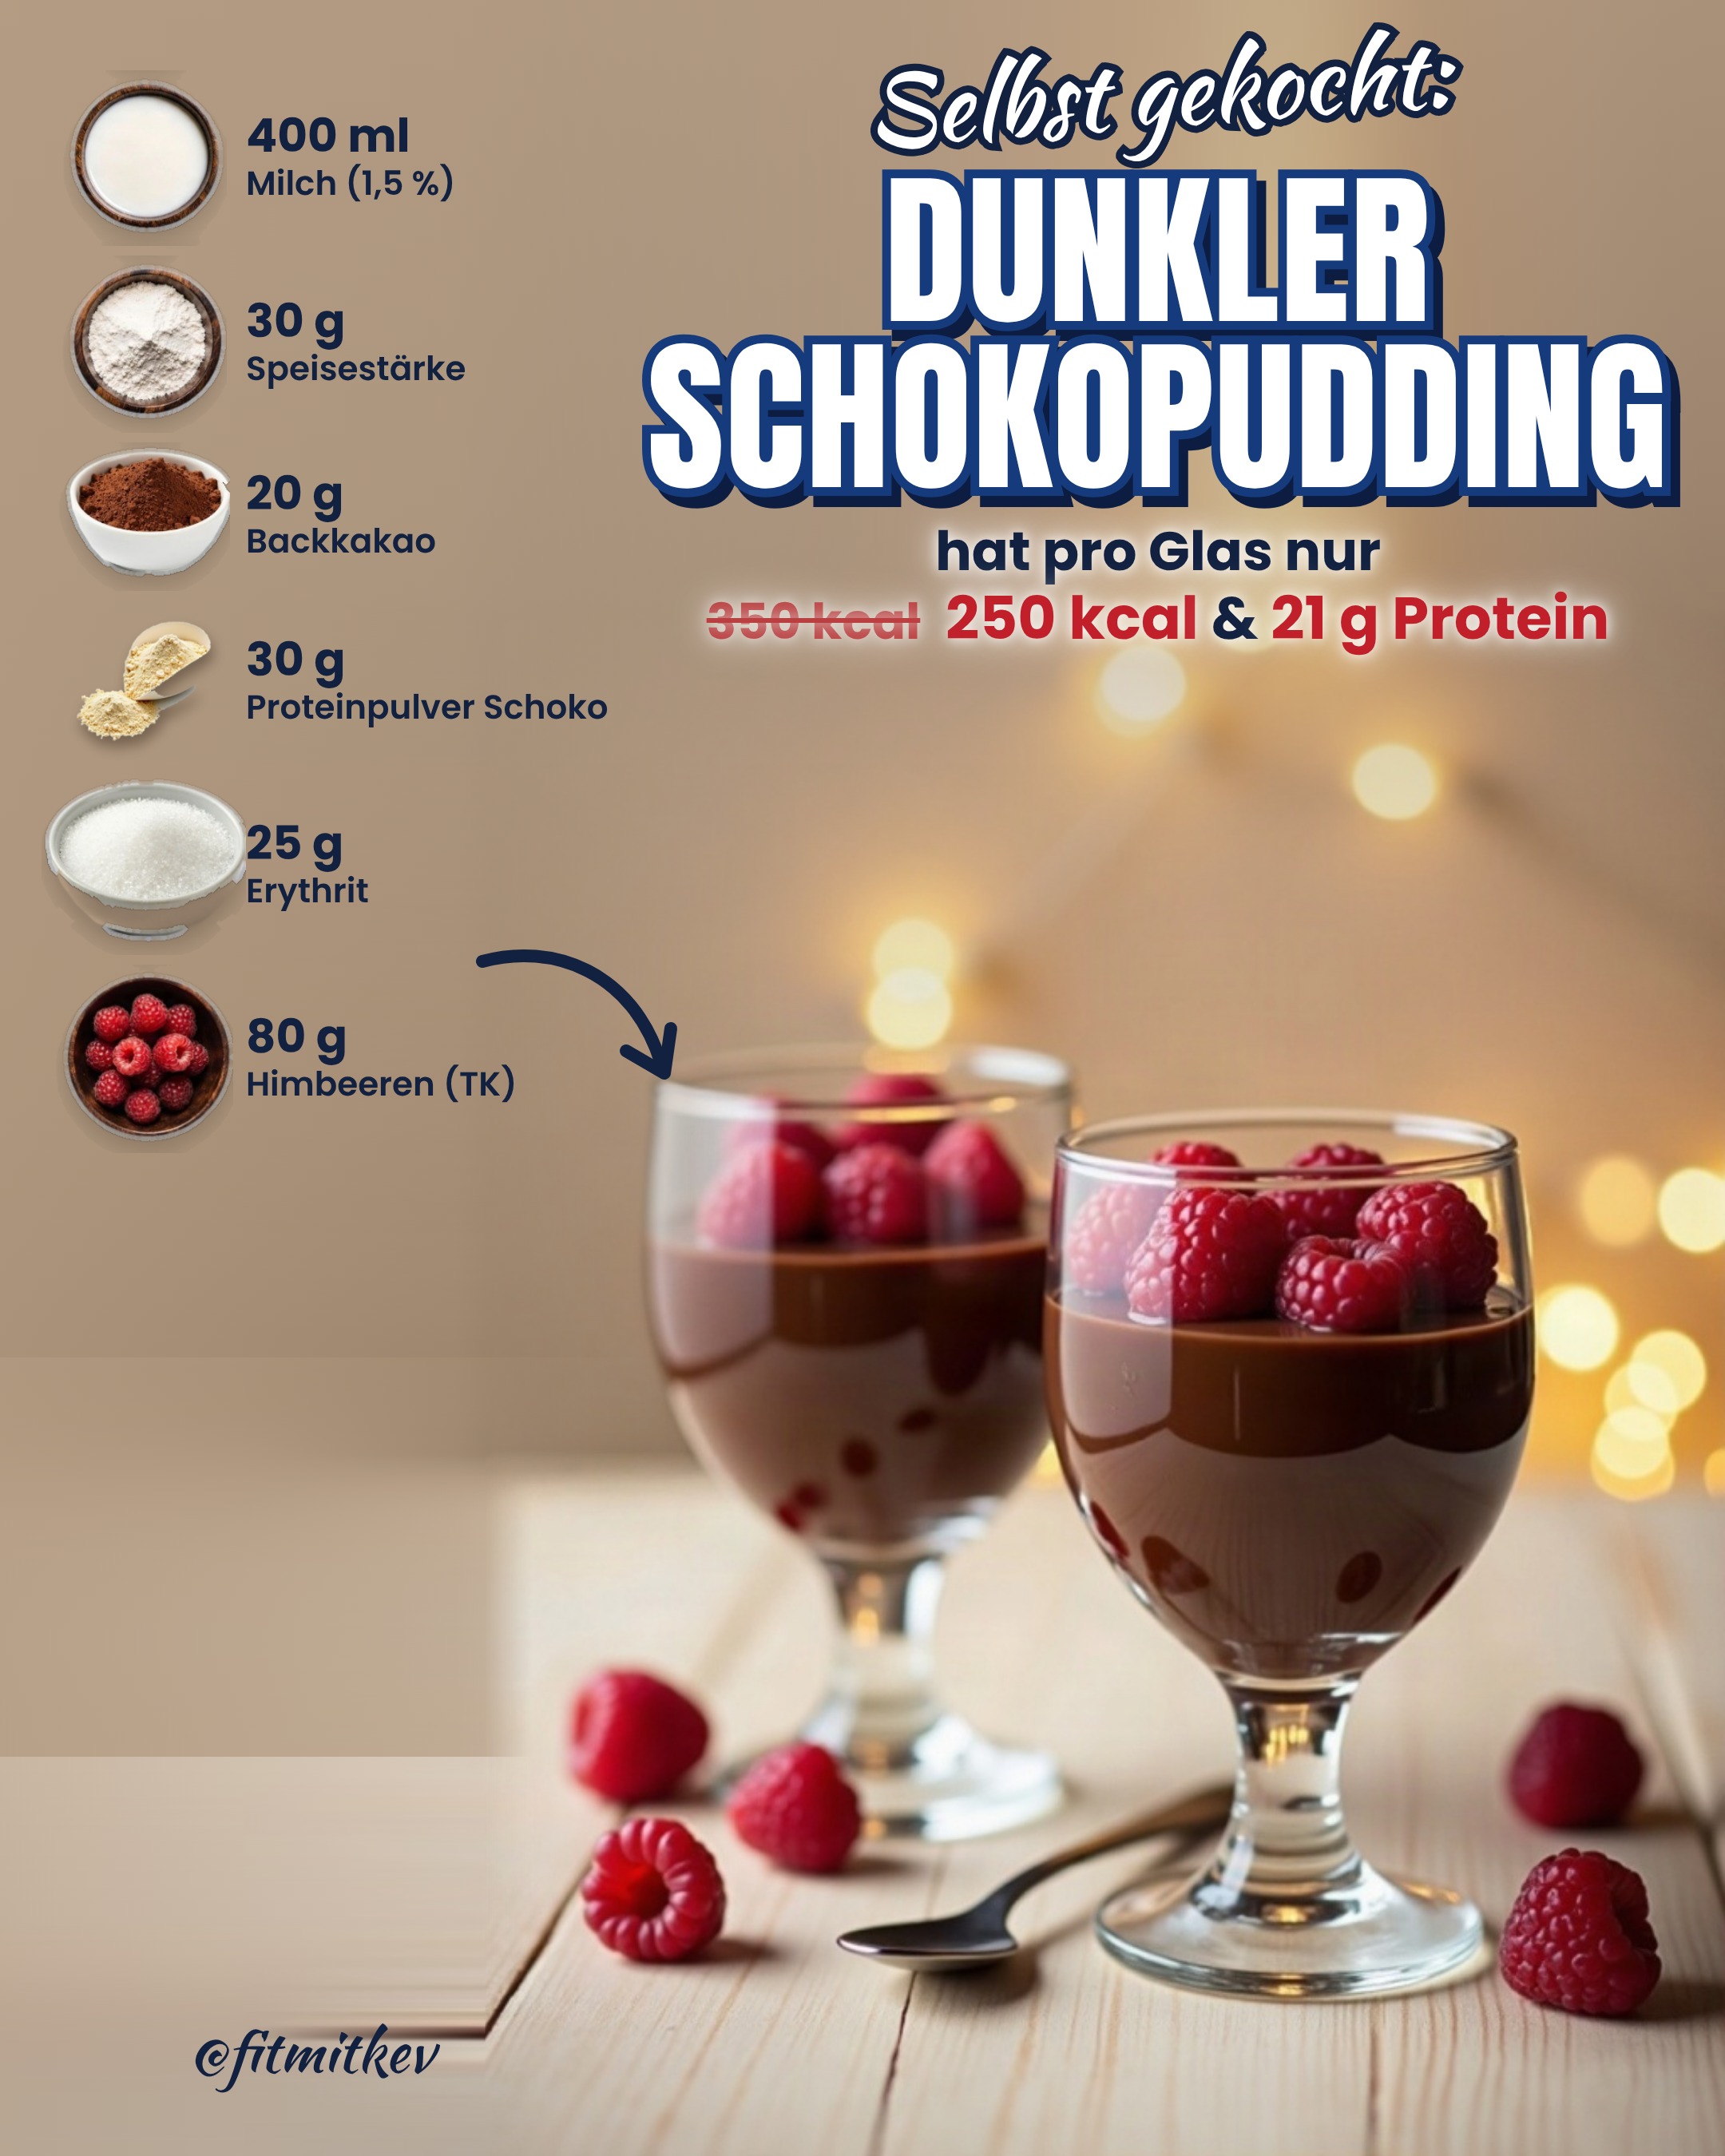 Selbst gekocht:
DUNKLER
SCHOKOPUDDING
hat pro Glas nur
350 kcal 250 kcal & 21 g Protein
400 ml
Milch (1,5 %)
30 g
Speisestärke
20 g
Backkakao
30 g
Proteinpulver Schoko
25 g
Erythrit
80 g
Himbeeren (TK)
@fitmitkev